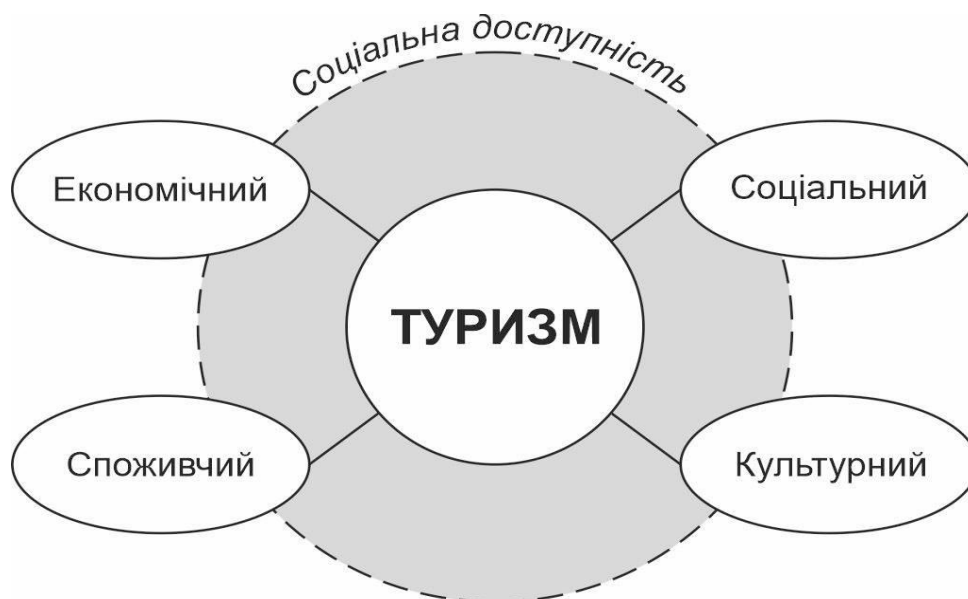 Соціальна доступність
Економічний
Соціальний
ТУРИЗМ
Споживчий
Культурний